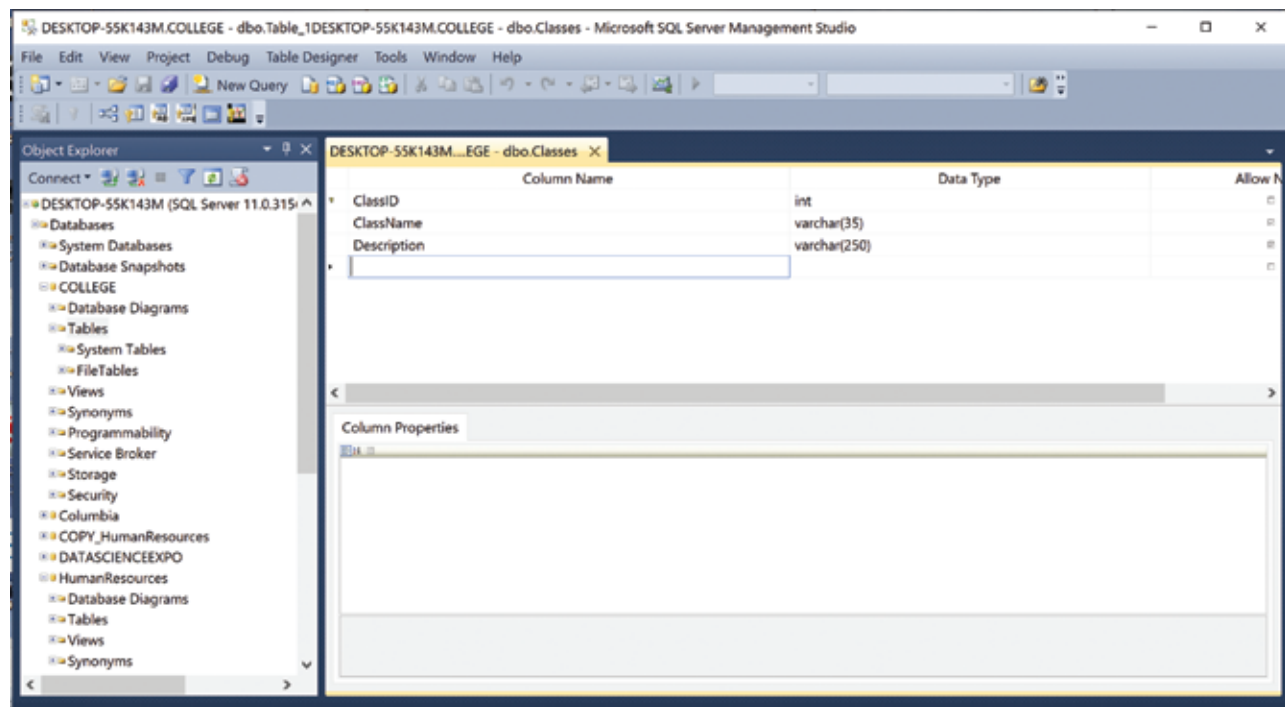 DESKTOP-55K143M.COLLEGE - dbo.Table_1DESKTOP-55K143M.COLLEGE - dbo.Classes - Microsoft SQL Server Management Studio
File Edit View Project Debug Table Designer Tools Window Help
New Query
Object Explorer
Connect
DESKTOP-55K143M (SQL Server 11.0.315
Databases
System Databases
Database Snapshots
COLLEGE
Database Diagrams
Tables
System Tables
FileTables
Views
Synonyms
Programmability
Service Broker
Storage
Security
Columbia
COPY_HumanResources
DATASCIENCEEXPO
HumanResources
Database Diagrams
Tables
Views
Synonyms
DESKTOP-55K143M....EGE - dbo.Classes
Column Name Data Type Allow N
ClassID int
ClassName varchar(35)
Description varchar(250)
Column Properties